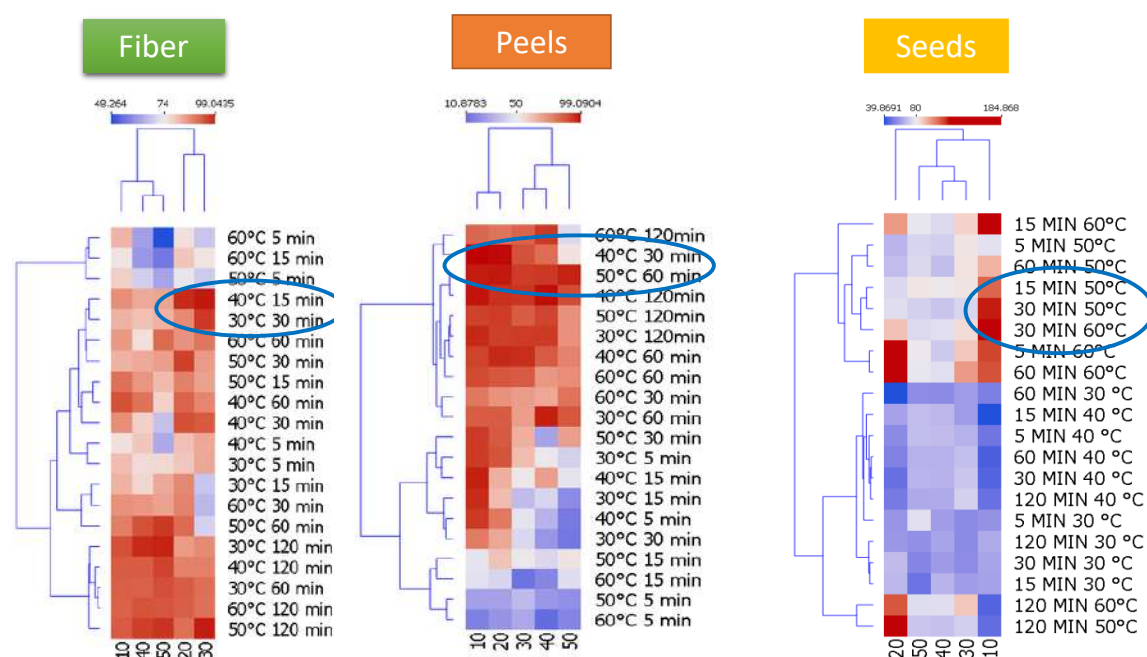 Fiber
49.264 74 99.0435
60°C 5 min
60°C 15 min
50°C 5 min
40°C 15 min
30°C 30 min
60°C 60 min
50°C 30 min
50°C 15 min
40°C 60 min
40°C 30 min
40°C 5 min
30°C 5 min
30°C 15 min
60°C 30 min
50°C 60 min
30°C 120 min
40°C 120 min
30°C 60 min
60°C 120 min
50°C 120 min
10 40 50 20 30
Peels
10.8783 50 99.0904
60°C 120min
40°C 30 min
50°C 60 min
40°C 120min
50°C 120min
30°C 120min
40°C 60 min
60°C 60 min
60°C 30 min
30°C 60 min
50°C 30 min
30°C 5 min
40°C 15 min
30°C 15 min
40°C 5 min
30°C 30 min
50°C 15 min
60°C 15 min
50°C 5 min
60°C 5 min
10 20 30 40 50
Seeds
39.8691 80 184.868
15 MIN 60°C
5 MIN 50°C
60 MIN 50°C
15 MIN 50°C
30 MIN 50°C
30 MIN 60°C
5 MIN 60°C
60 MIN 60°C
60 MIN 30 °C
15 MIN 40 °C
5 MIN 40 °C
60 MIN 40 °C
30 MIN 40 °C
120 MIN 40 °C
5 MIN 30 °C
120 MIN 30 °C
30 MIN 30 °C
15 MIN 30 °C
120 MIN 60°C
120 MIN 50°C
20 50 40 30 10